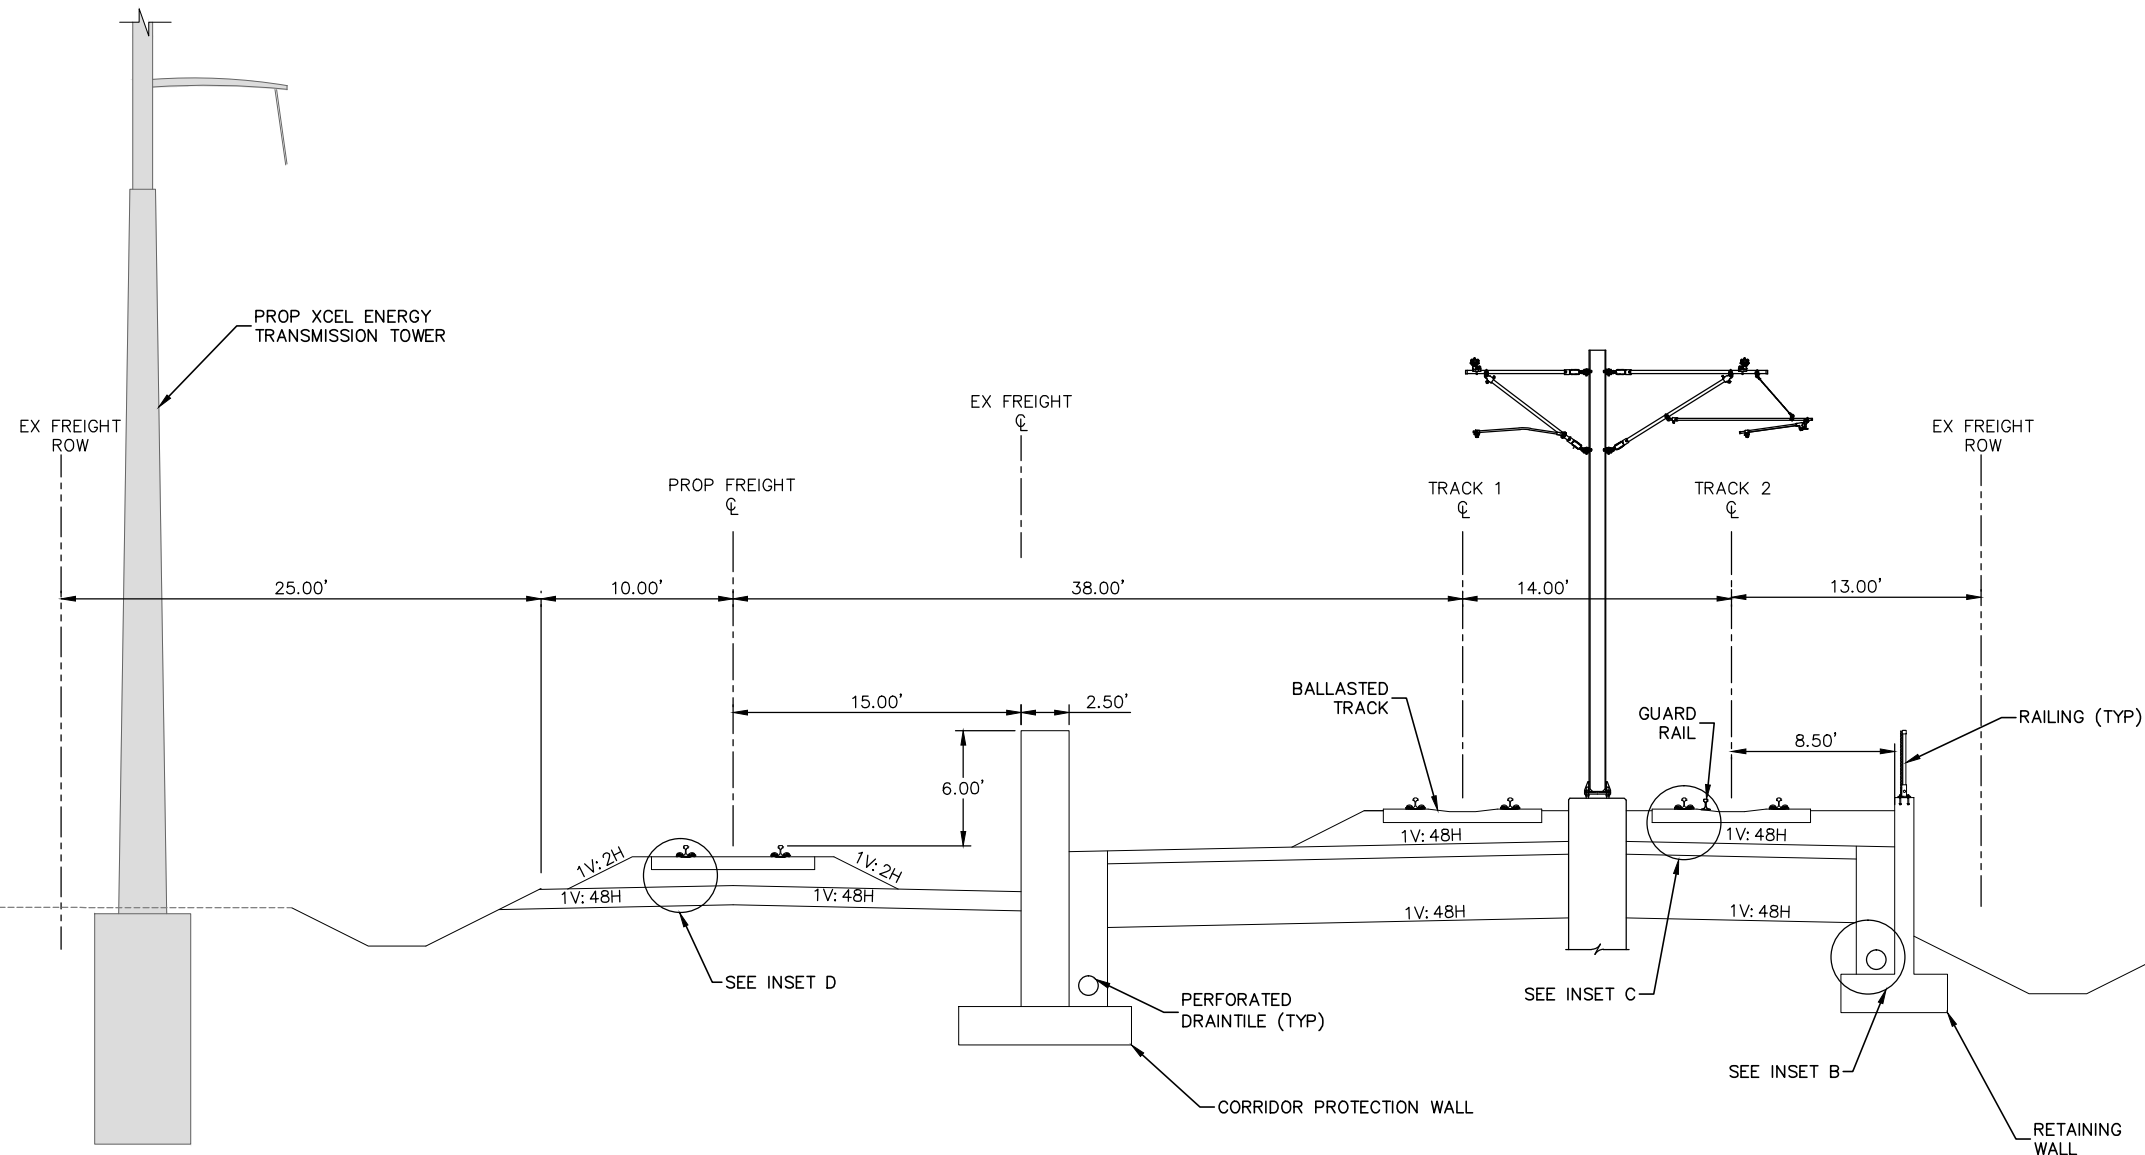 PROP XCEL ENERGY
TRANSMISSION TOWER
EX FREIGHT
ROW
EX FREIGHT
℄
EX FREIGHT
ROW
PROP FREIGHT
℄
TRACK 1
℄
TRACK 2
℄
25.00'
10.00'
38.00'
14.00'
13.00'
15.00'
2.50'
BALLASTED
TRACK
GUARD
RAIL
RAILING (TYP)
8.50'
6.00'
1V: 2H
1V: 2H
1V: 48H
1V: 48H
1V: 48H
1V: 48H
1V: 48H
1V: 48H
SEE INSET D
PERFORATED
DRAINTILE (TYP)
SEE INSET C
SEE INSET B
CORRIDOR PROTECTION WALL
RETAINING
WALL